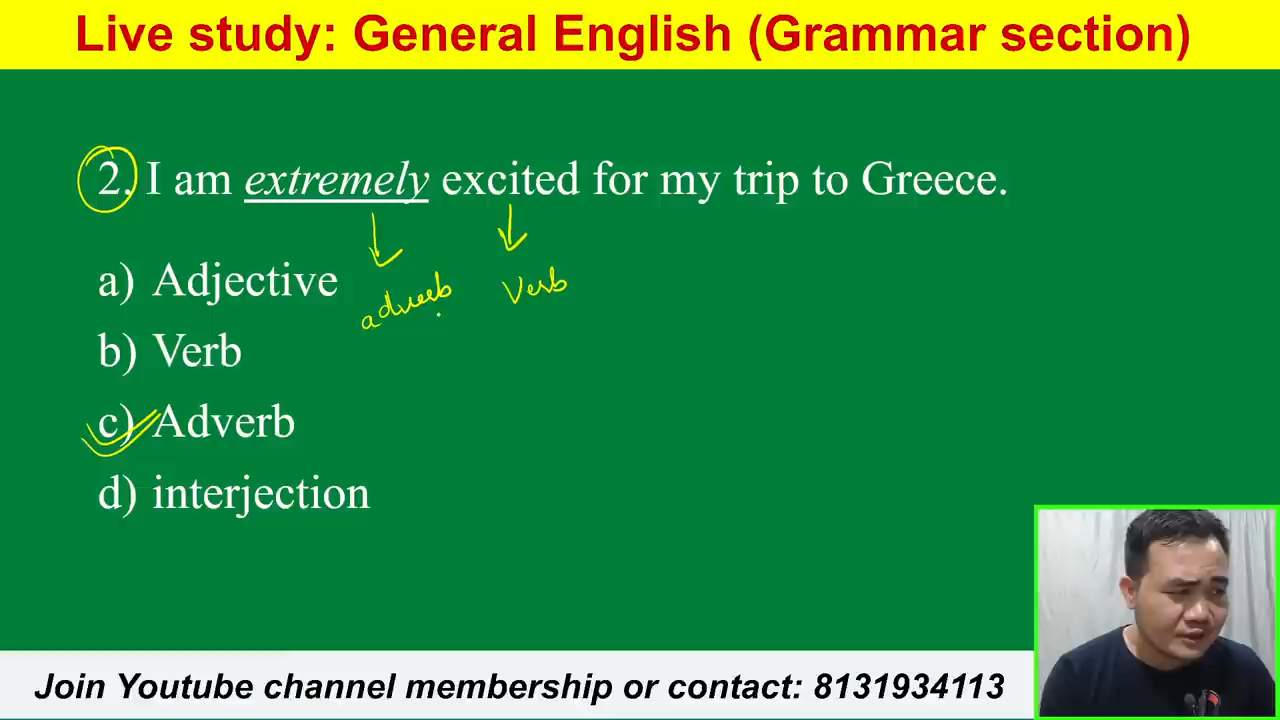 Live study: General English (Grammar section)
2. I am extremely excited for my trip to Greece.
a) Adjective
adverb
Verb
b) Verb
c) Adverb
d) interjection
Join Youtube channel membership or contact: 8131934113